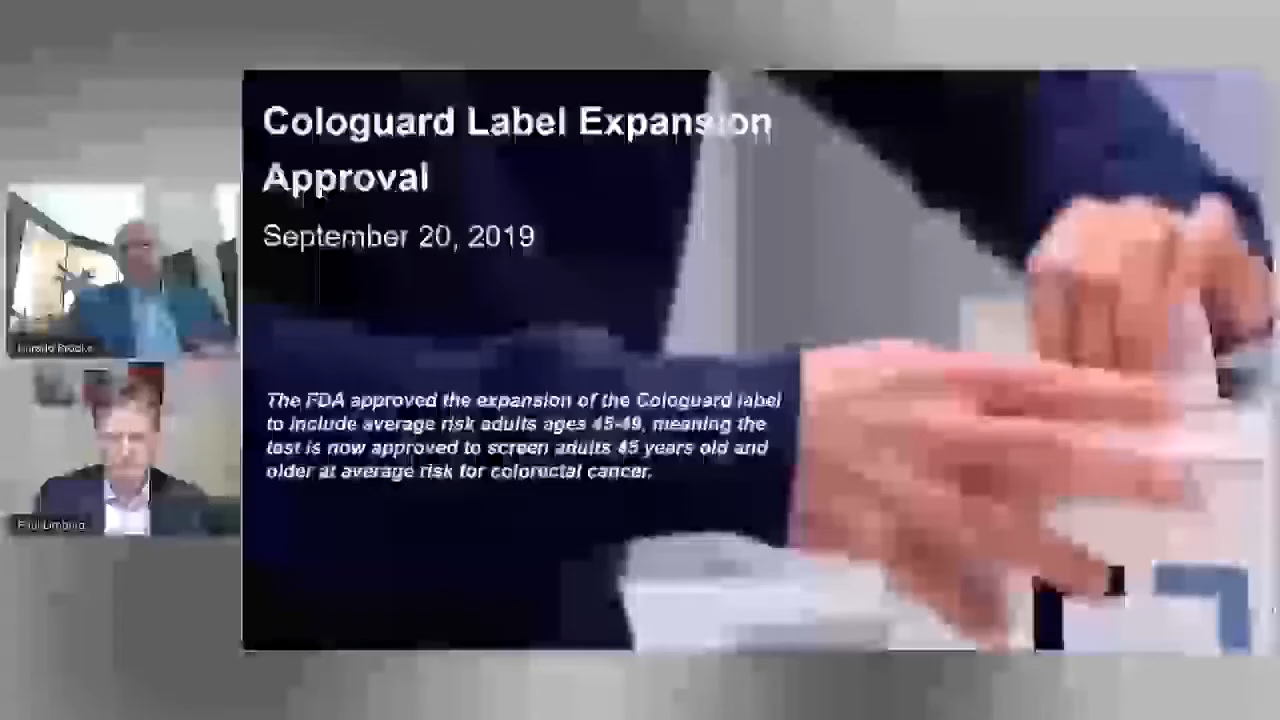 Cologuard Label Expansion
Approval
September 20, 2019
The FDA approved the expansion of the Cologuard label
to include average risk adults ages 45-49, meaning the
test is now approved to screen adults 45 years old and
older at average risk for colorectal cancer.
Paul Limburg